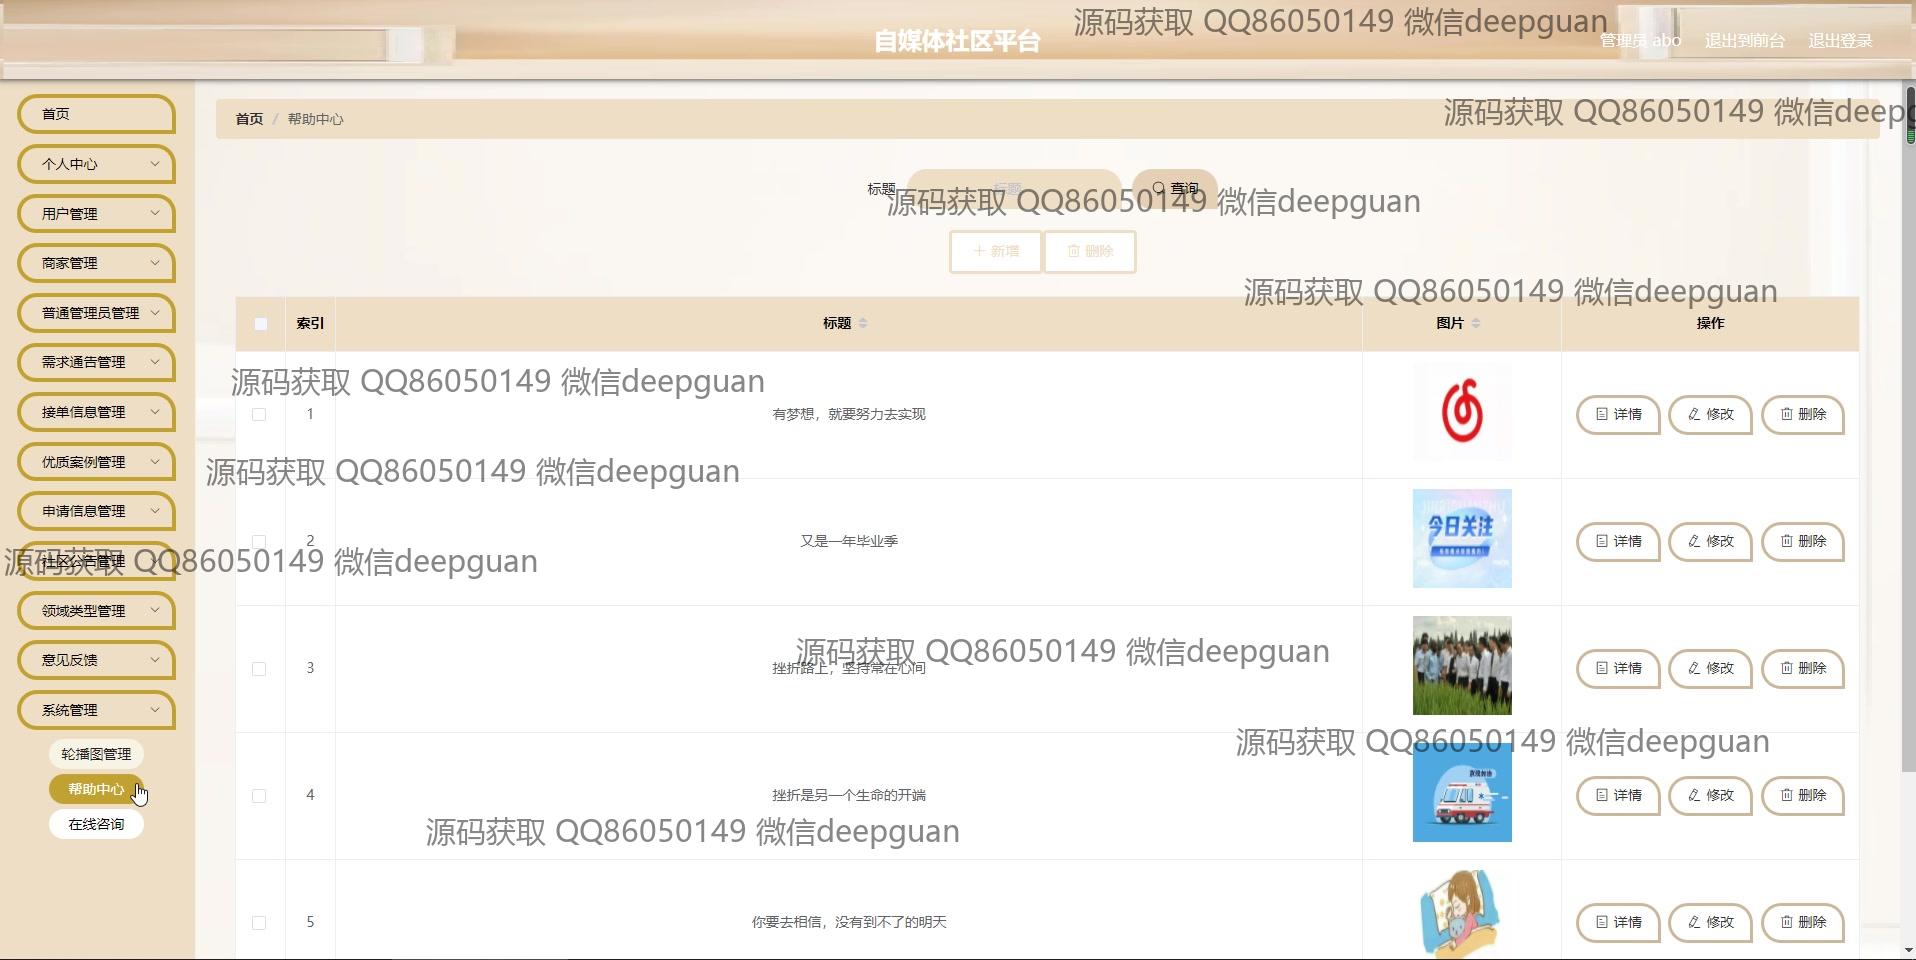 自媒体社区平台
源码获取 QQ86050149 微信deepguan
管理员 abo
退出到前台
退出登录
首页
个人中心
用户管理
商家管理
普通管理员管理
需求通告管理
接单信息管理
优质案例管理
申请信息管理
社区公告管理
领域类型管理
意见反馈
系统管理
轮播图管理
帮助中心
在线咨询
首页 / 帮助中心
源码获取 QQ86050149 微信deepg
标题 标题 查询
源码获取 QQ86050149 微信deepguan
新增 删除
源码获取 QQ86050149 微信deepguan
索引 标题 图片 操作
源码获取 QQ86050149 微信deepguan
1 有梦想，就要努力去实现 详情 修改 删除
源码获取 QQ86050149 微信deepguan
2 又是一年毕业季 今日关注 详情 修改 删除
源码获取 QQ86050149 微信deepguan
源码获取 QQ86050149 微信deepguan
3 挫折路上，坚持常在心间 详情 修改 删除
源码获取 QQ86050149 微信deepguan
4 挫折是另一个生命的开端 详情 修改 删除
源码获取 QQ86050149 微信deepguan
5 你要去相信，没有到不了的明天 详情 修改 删除